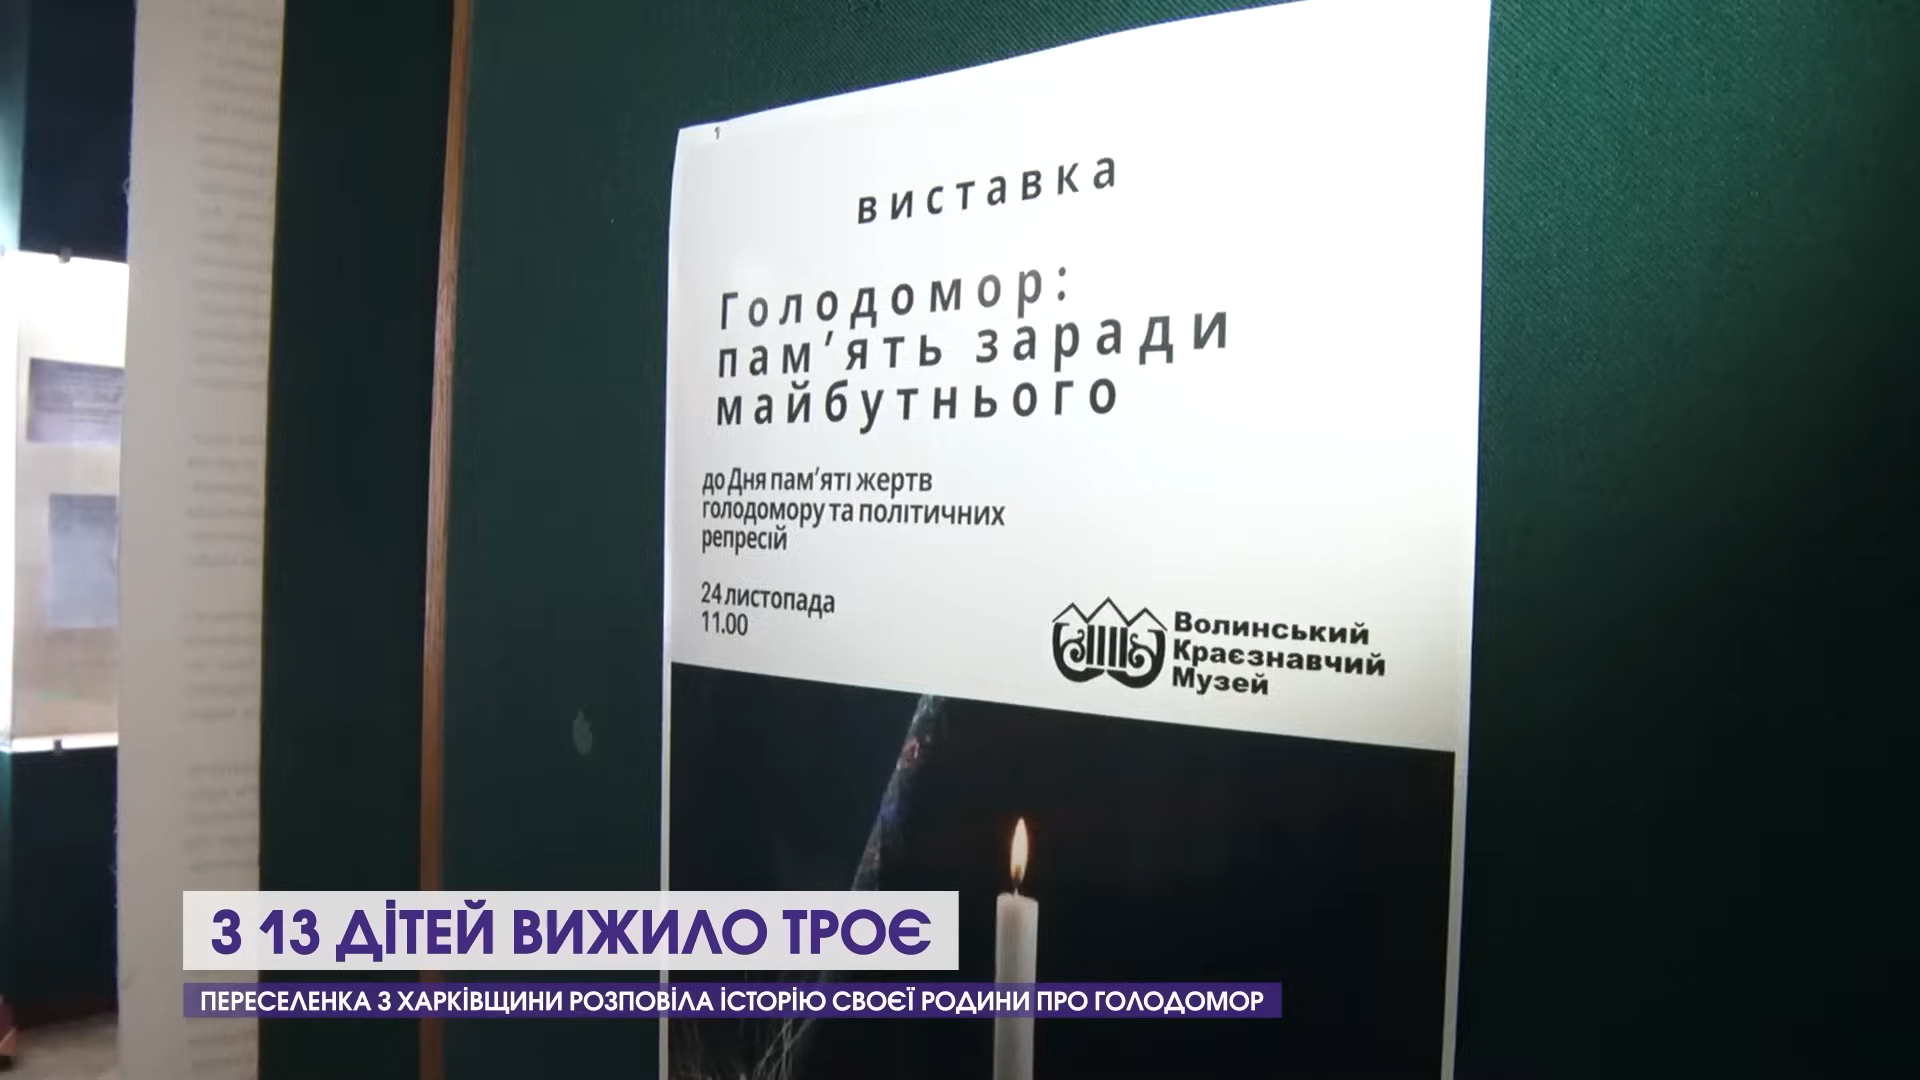 виставка
Голодомор:
пам’ять заради
майбутнього
до Дня пам’яті жертв
голодомору та політичних
репресій
24 листопада
11.00
Волинський
Краєзнавчий
Музей
З 13 ДІТЕЙ ВИЖИЛО ТРОЄ
ПЕРЕСЕЛЕНКА З ХАРКІВЩИНИ РОЗПОВІЛА ІСТОРІЮ СВОЄЇ РОДИНИ ПРО ГОЛОДОМОР